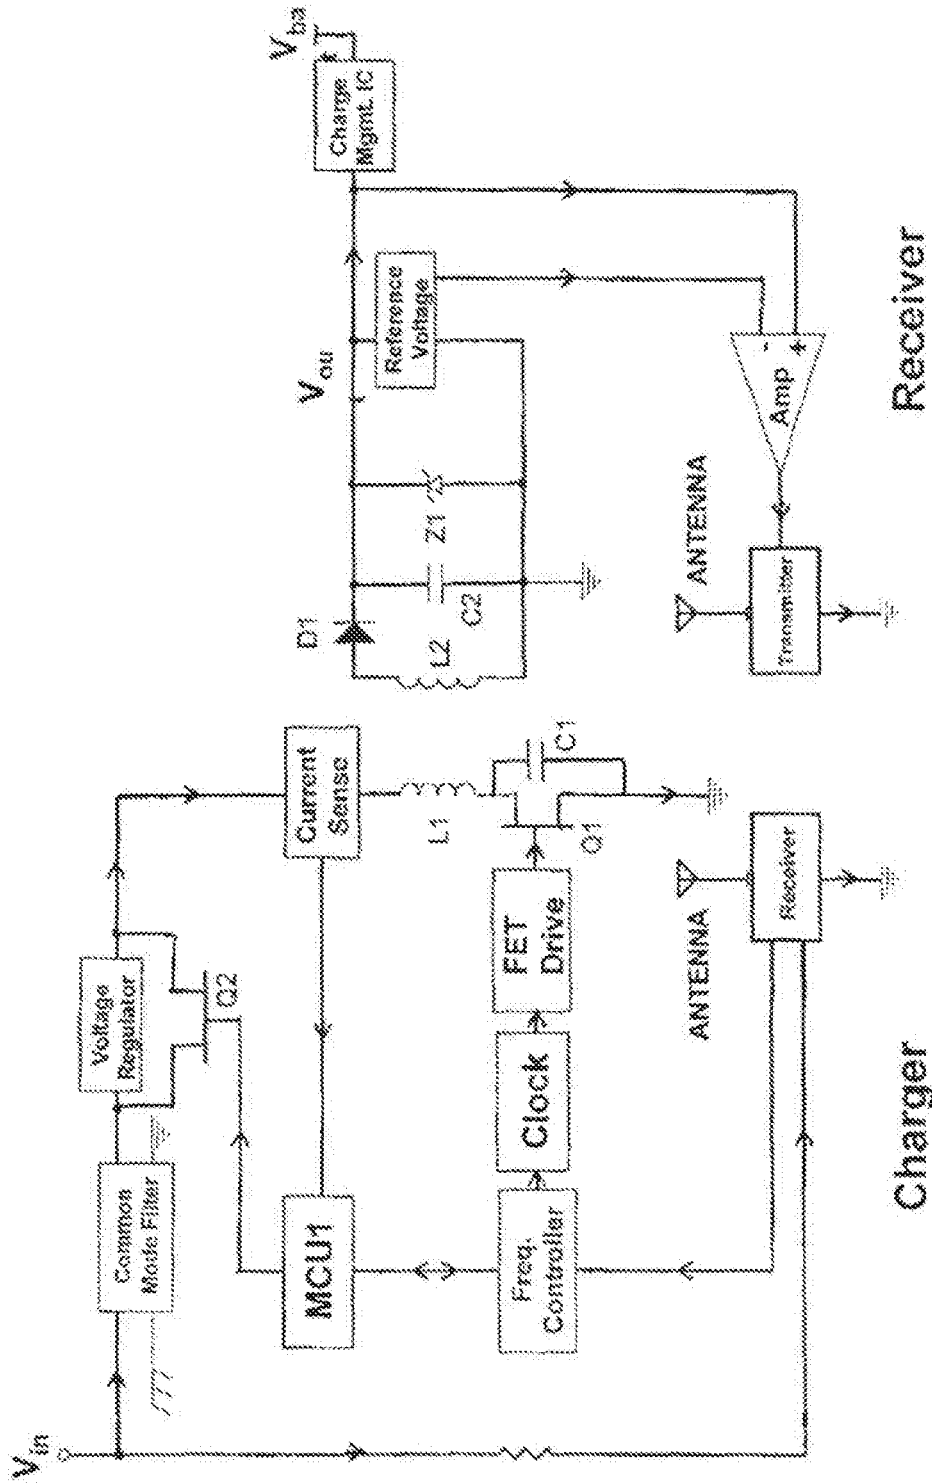 Vin
Common
Mode Filter
Voltage
Regulator
Q2
MCU1
Current
Sense
L1
C1
Q1
Freq.
Controller
Clock
FET
Drive
ANTENNA
Receiver
Charger
D1
L2
C2
Z1
Vou
Reference
Voltage
Charge
Mgmt. IC
Vba
ANTENNA
Transmitter
Amp
-
+
Receiver